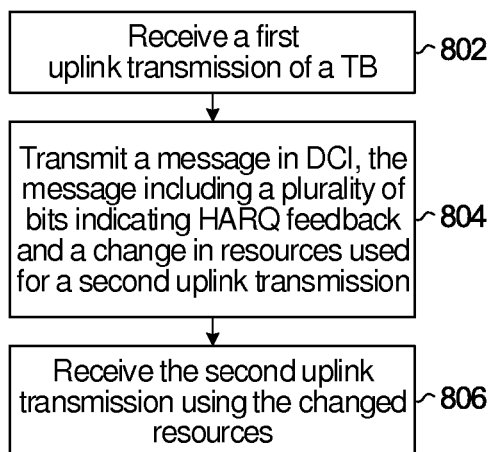 Receive a first
uplink transmission of a TB
802
Transmit a message in DCI, the
message including a plurality of
bits indicating HARQ feedback
and a change in resources used
for a second uplink transmission
804
Receive the second uplink
transmission using the changed
resources
806